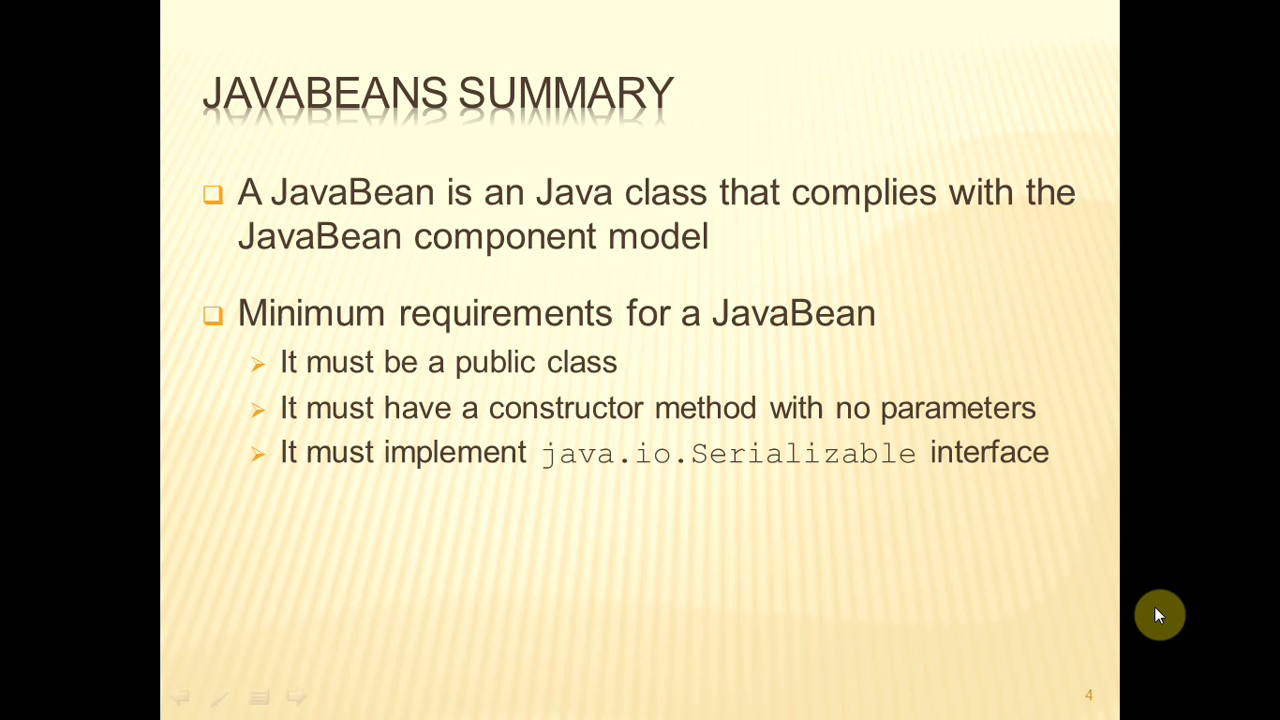 JAVABEANS SUMMARY
A JavaBean is an Java class that complies with the
JavaBean component model
Minimum requirements for a JavaBean
It must be a public class
It must have a constructor method with no parameters
It must implement java.io.Serializable interface
4